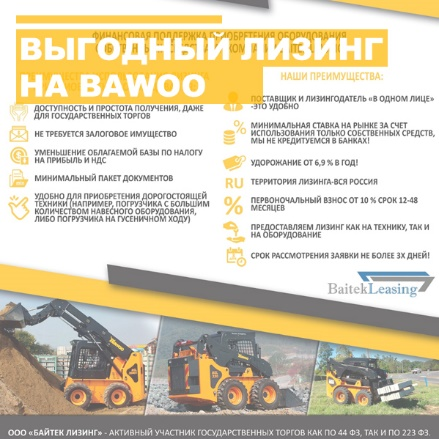 ФИНАНСОВАЯ ПОДДЕРЖКА ПРИОБРЕТЕНИЯ ОБОРУДОВАНИЯ
ВЫГОДНЫЙ ЛИЗИНГ
НА BAWOO
ДОСТУПНОСТЬ И ПРОСТОТА ПОЛУЧЕНИЯ, ДАЖЕ
ДЛЯ ГОСУДАРСТВЕННЫХ ТОРГОВ
НЕ ТРЕБУЕТСЯ ЗАЛОГОВОЕ ИМУЩЕСТВО
УМЕНЬШЕНИЕ ОБЛАГАЕМОЙ БАЗЫ ПО НАЛОГУ
НА ПРИБЫЛЬ И НДС
МИНИМАЛЬНЫЙ ПАКЕТ ДОКУМЕНТОВ
УДОБНО ДЛЯ ПРИОБРЕТЕНИЯ ДОРОГОСТОЯЩЕЙ
ТЕХНИКИ (НАПРИМЕР, ПОГРУЗЧИКА С БОЛЬШИМ
КОЛИЧЕСТВОМ НАВЕСНОГО ОБОРУДОВАНИЯ,
ЛИБО ПОГРУЗЧИКА НА ГУСЕНИЧНОМ ХОДУ)
НАШИ ПРЕИМУЩЕСТВА:
ПОСТАВЩИК И ЛИЗИНГОДАТЕЛЬ «В ОДНОМ ЛИЦЕ»
-ЭТО УДОБНО
МИНИМАЛЬНАЯ СТАВКА НА РЫНКЕ ЗА СЧЕТ
ИСПОЛЬЗОВАНИЯ ТОЛЬКО СОБСТВЕННЫХ СРЕДСТВ,
МЫ НЕ КРЕДИТУЕМСЯ В БАНКАХ!
УДОРОЖАНИЕ ОТ 6,9 % В ГОД!
RU ТЕРРИТОРИЯ ЛИЗИНГА-ВСЯ РОССИЯ
% ПЕРВОНОЧАЛЬНЫЙ ВЗНОС ОТ 10 % СРОК 12-48
МЕСЯЦЕВ
ПРЕДОСТАВЛЯЕМ ЛИЗИНГ КАК НА ТЕХНИКУ, ТАК И
НА ОБОРУДОВАНИЕ
СРОК РАССМОТРЕНИЯ ЗАЯВКИ НЕ БОЛЕЕ 3Х ДНЕЙ!
BaitekLeasing
ООО «БАЙТЕК ЛИЗИНГ» - АКТИВНЫЙ УЧАСТНИК ГОСУДАРСТВЕННЫХ ТОРГОВ КАК ПО 44 ФЗ, ТАК И ПО 223 ФЗ.